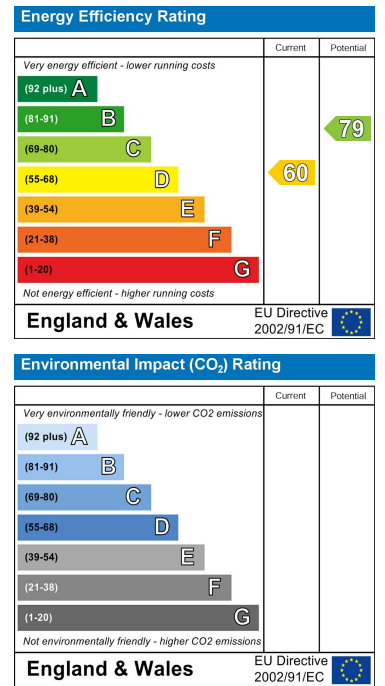 Energy Efficiency Rating
Current Potential
Very energy efficient - lower running costs
(92 plus) A
(81-91) B
(69-80) C
(55-68) D
(39-54) E
(21-38) F
(1-20) G
60
79
Not energy efficient - higher running costs
England & Wales
EU Directive
2002/91/EC
Environmental Impact (CO₂) Rating
Current Potential
Very environmentally friendly - lower CO2 emissions
(92 plus) A
(81-91) B
(69-80) C
(55-68) D
(39-54) E
(21-38) F
(1-20) G
Not environmentally friendly - higher CO2 emissions
England & Wales
EU Directive
2002/91/EC